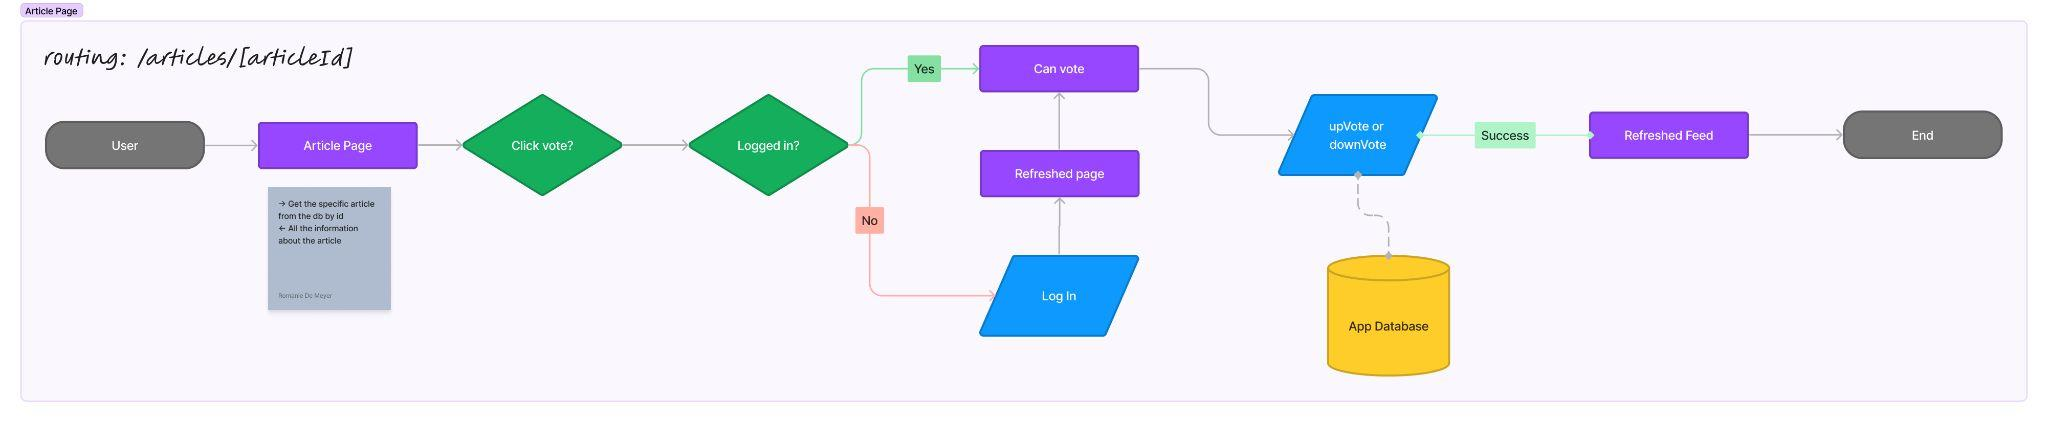 Article Page
routing: /articles/[articleId]
User
Article Page
→ Get the specific article
from the db by id
← All the information
about the article
Romanie De Meyer
Click vote?
Logged in?
Yes
No
Can vote
Refreshed page
Log In
upVote or
downVote
App Database
Success
Refreshed Feed
End